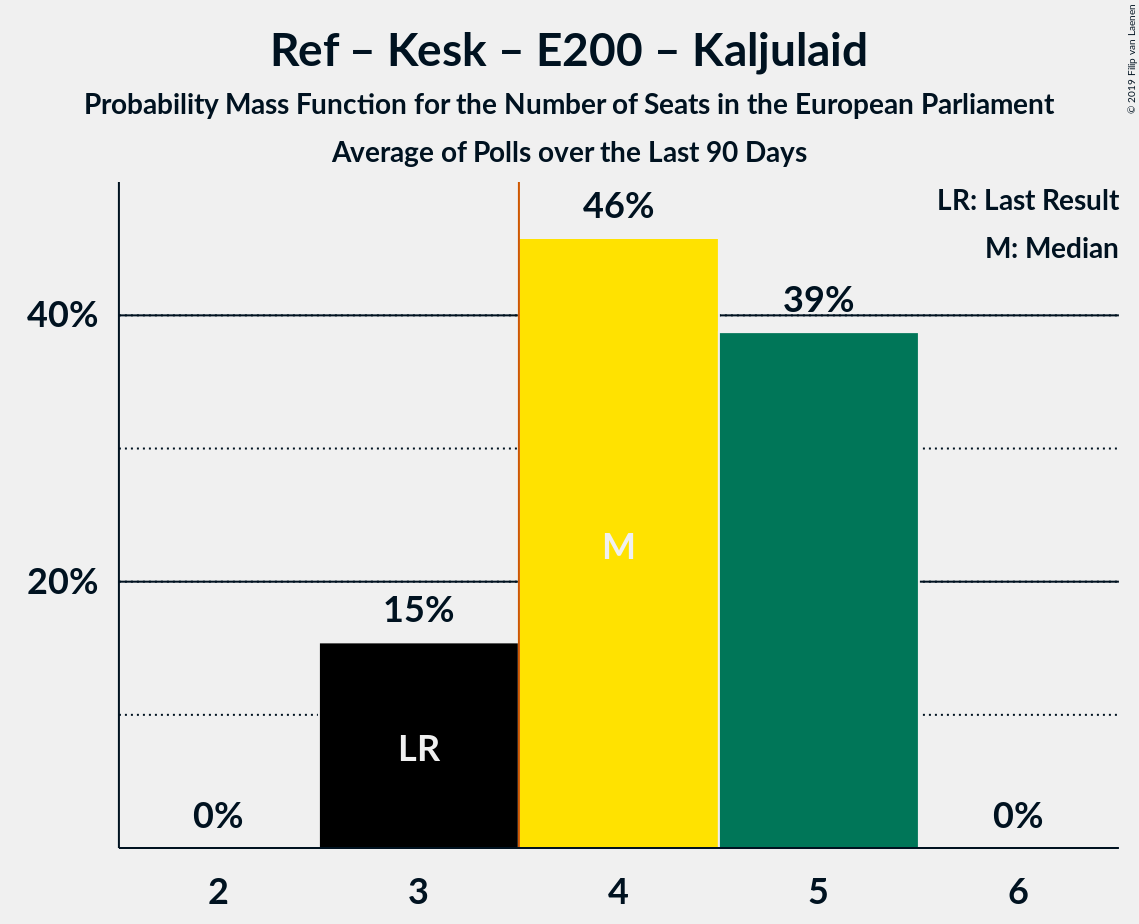 Ref – Kesk – E200 – Kaljulaid
Probability Mass Function for the Number of Seats in the European Parliament
Average of Polls over the Last 90 Days
© 2019 Filip van Laenen
LR: Last Result
M: Median
46%
39%
40%
M
20%
15%
LR
0%
0%
2
3
4
5
6